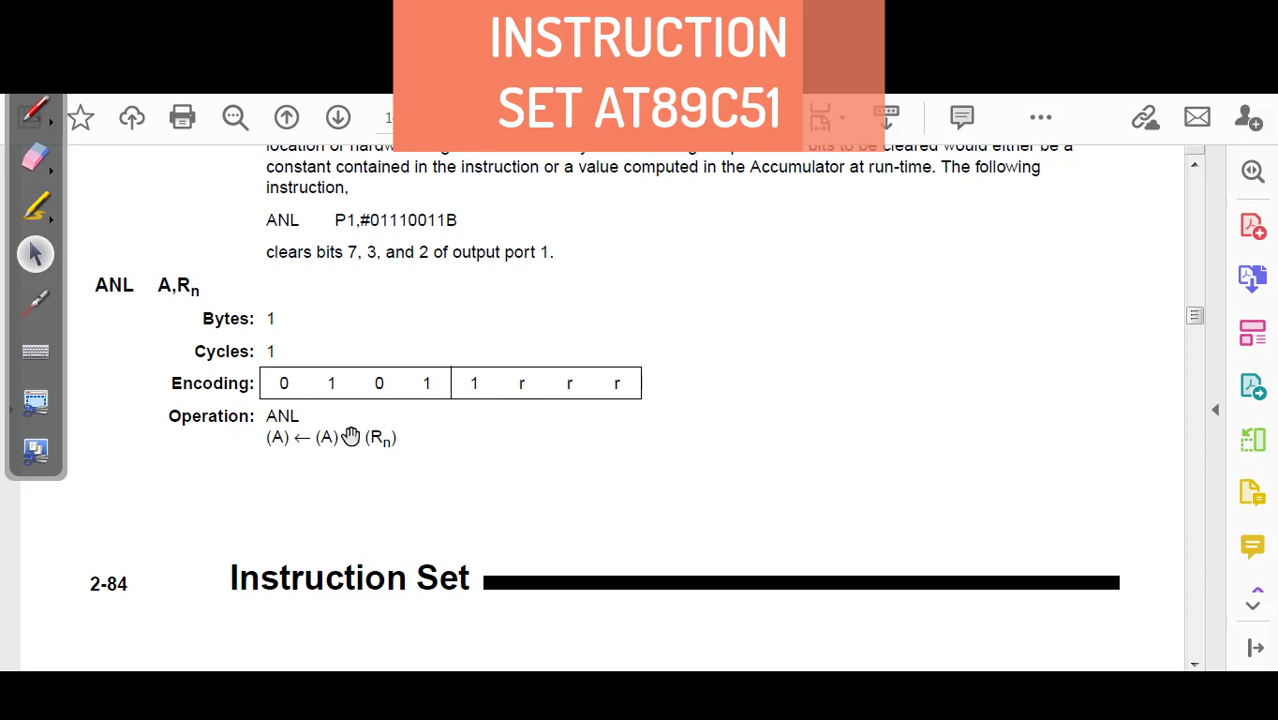 INSTRUCTION
SET AT89C51
constant contained in the instruction or a value computed in the Accumulator at run-time. The following
instruction,
ANL P1,#01110011B
clears bits 7, 3, and 2 of output port 1.
ANL A,Rn
Bytes: 1
Cycles: 1
Encoding: 0 1 0 1 1 r r r
Operation: ANL
(A) ← (A) (Rn)
2-84 Instruction Set